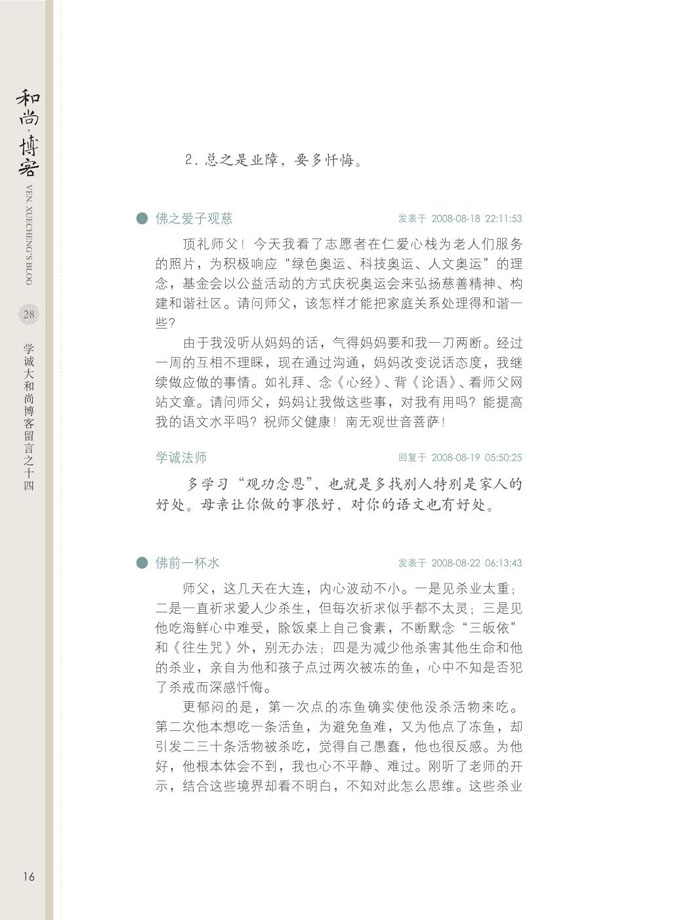 和尚·博客
VEN. XUECHENG'S BLOG
28
学诚大和尚博客留言之十四
2. 总之是业障，要多忏悔。
佛之爱子观慈 发表于 2008-08-18 22:11:53
顶礼师父！今天我看了志愿者在仁爱心栈为老人们服务
的照片，为积极响应“绿色奥运、科技奥运、人文奥运”的理
念，基金会以公益活动的方式庆祝奥运会来弘扬慈善精神、构
建和谐社区。请问师父，该怎样才能把家庭关系处理得和谐一
些？
由于我没听从妈妈的话，气得妈妈要和我一刀两断。经过
一周的互相不理睬，现在通过沟通，妈妈改变说话态度，我继
续做应做的事情。如礼拜、念《心经》、背《论语》、看师父网
站文章。请问师父，妈妈让我做这些事，对我有用吗？能提高
我的语文水平吗？祝师父健康！南无观世音菩萨！
学诚法师 回复于 2008-08-19 05:50:25
多学习“观功念恩”，也就是多找别人特别是家人的
好处。母亲让你做的事很好，对你的语文也有好处。
佛前一杯水 发表于 2008-08-22 06:13:43
师父，这几天在大连，内心波动不小。一是见杀业太重；
二是一直祈求爱人少杀生，但每次祈求似乎都不太灵；三是见
他吃海鲜心中难受，除饭桌上自己食素，不断默念“三皈依”
和《往生咒》外，别无办法；四是为减少他杀害其他生命和他
的杀业，亲自为他和孩子点过两次被冻的鱼，心中不知是否犯
了杀戒而深感忏悔。
更郁闷的是，第一次点的冻鱼确实使他没杀活物来吃。
第二次他本想吃一条活鱼，为避免鱼难，又为他点了冻鱼，却
引发二三十条活物被杀吃，觉得自己愚蠢，他也很反感。为他
好，他根本体会不到，我也心不平静、难过。刚听了老师的开
示，结合这些境界却看不明白，不知对此怎么思维。这些杀业
16